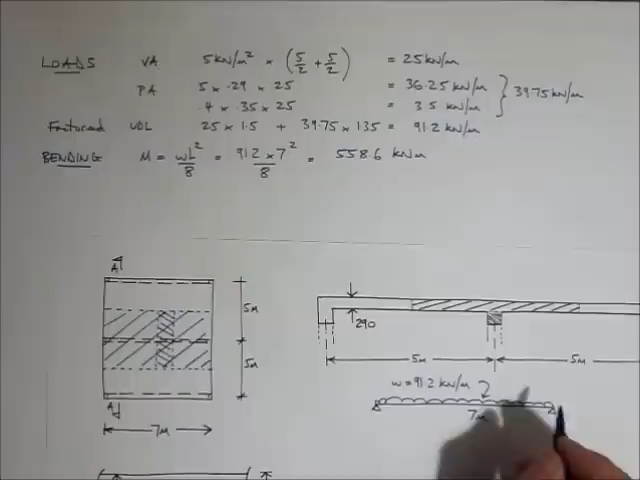 LOADS VA 5kN/m² × (5/2 + 5/2) = 25kN/m
PA 5 × .29 × 25 = 36.25 kN/m } 39.75 kN/m
.4 × .35 × 25 = 3.5 kN/m
Factored UDL 25 × 1.5 + 39.75 × 1.35 = 91.2 kN/m
BENDING M = wL²/8 = 91.2 × 7²/8 = 558.6 kNm
A
5M
290
5M
5M
5M
w = 91.2 kN/m
A
7M
7M